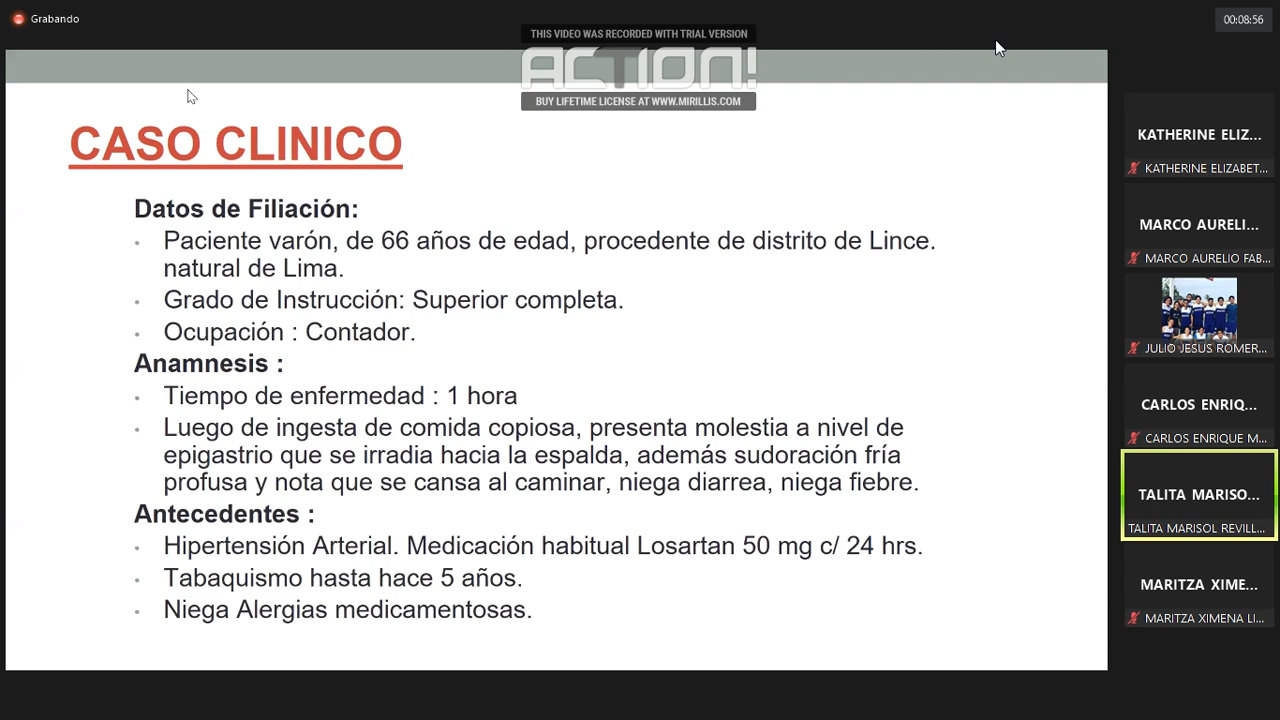 Grabando
00:08:56
THIS VIDEO WAS RECORDED WITH TRIAL VERSION
ACTION!
BUY LIFETIME LICENSE AT WWW.MIRILLIS.COM
CASO CLINICO
Datos de Filiación:
• Paciente varón, de 66 años de edad, procedente de distrito de Lince.
natural de Lima.
• Grado de Instrucción: Superior completa.
• Ocupación : Contador.
Anamnesis :
• Tiempo de enfermedad : 1 hora
• Luego de ingesta de comida copiosa, presenta molestia a nivel de
epigastrio que se irradia hacia la espalda, además sudoración fría
profusa y nota que se cansa al caminar, niega diarrea, niega fiebre.
Antecedentes :
• Hipertensión Arterial. Medicación habitual Losartan 50 mg c/ 24 hrs.
• Tabaquismo hasta hace 5 años.
• Niega Alergias medicamentosas.
KATHERINE ELIZ...
KATHERINE ELIZABET...
MARCO AURELI...
MARCO AURELIO FAB...
JULIO JESUS ROMER...
CARLOS ENRIQ...
CARLOS ENRIQUE M...
TALITA MARISO...
TALITA MARISOL REVILL...
MARITZA XIME...
MARITZA XIMENA LI...